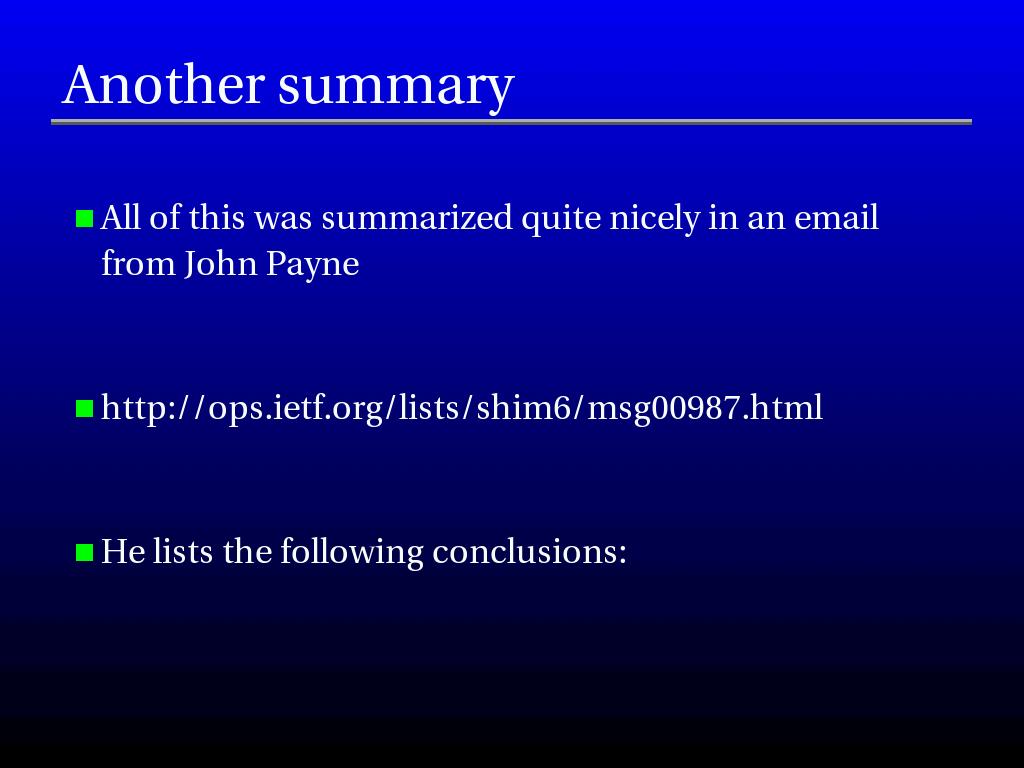 Another summary
All of this was summarized quite nicely in an email
from John Payne
http://ops.ietf.org/lists/shim6/msg00987.html
He lists the following conclusions: